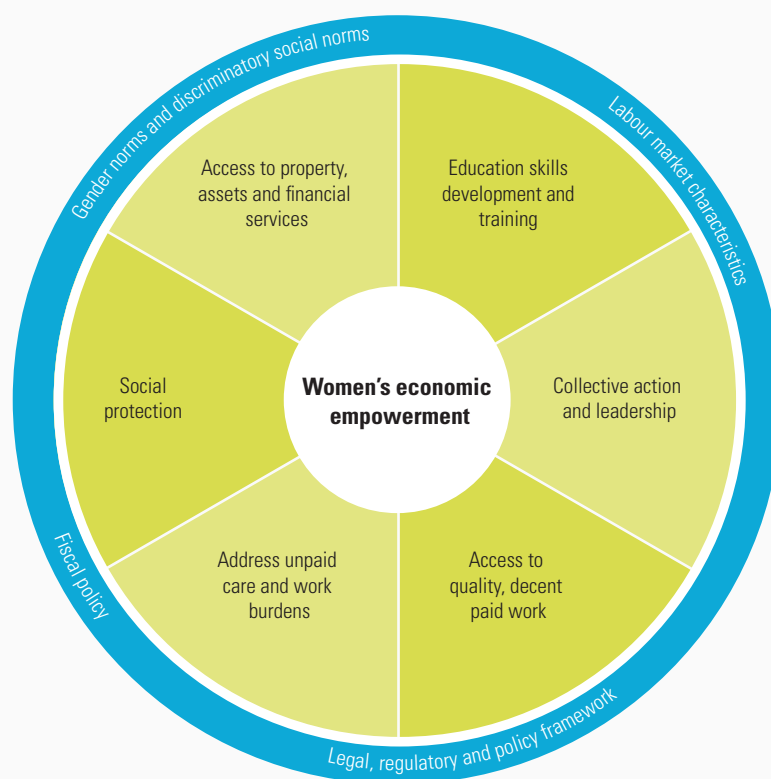 Gender norms and discriminatory social norms
Labour market characteristics
Access to property,
assets and financial
services
Education skills
development and
training
Social
protection
Women’s economic
empowerment
Collective action
and leadership
Address unpaid
care and work
burdens
Access to
quality, decent
paid work
Fiscal policy
Legal, regulatory and policy framework